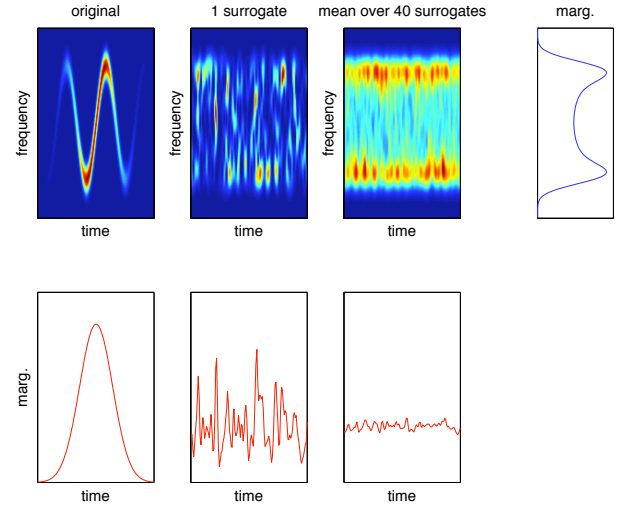 original
1 surrogate
mean over 40 surrogates
marg.
frequency
frequency
frequency
time
time
time
marg.
time
time
time